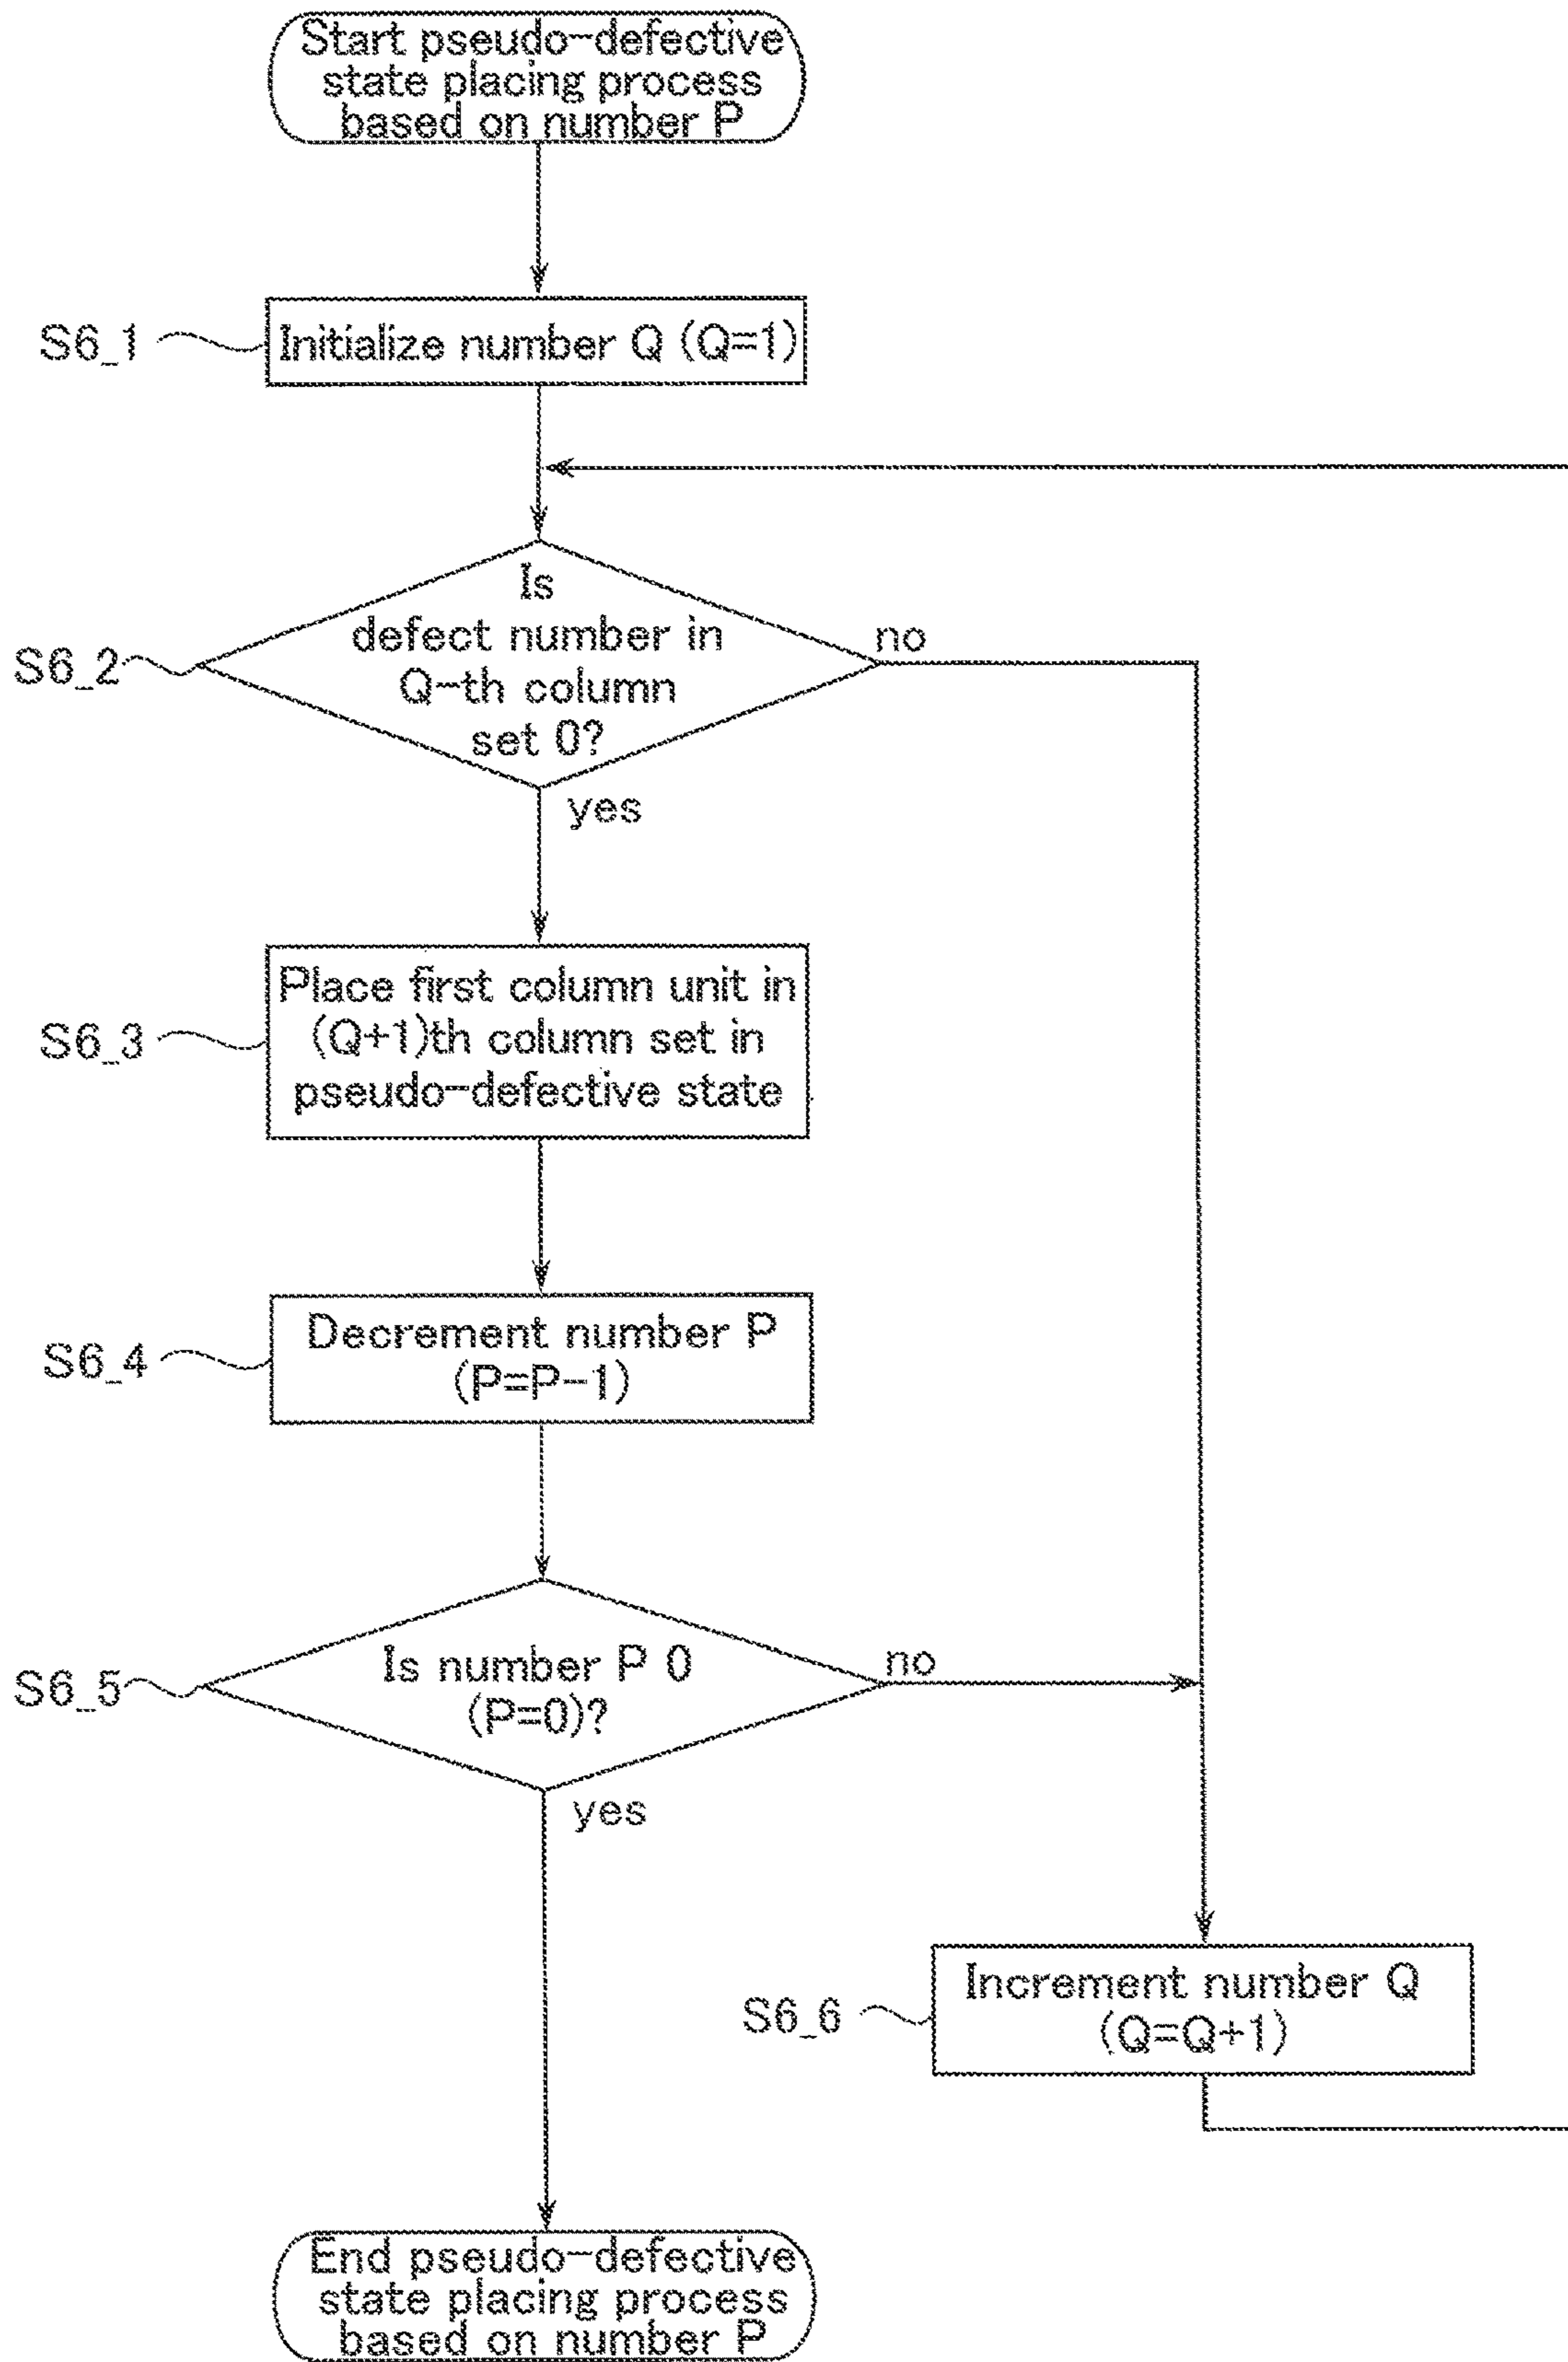 Start pseudo-defective
state placing process
based on number P
S6_1
Initialize number Q (Q=1)
Is
defect number in
Q-th column
set 0?
S6_2
no
yes
Place first column unit in
(Q+1)th column set in
pseudo-defective state
S6_3
Decrement number P
(P=P-1)
S6_4
Is number P 0
(P=0)?
S6_5
no
yes
Increment number Q
(Q=Q+1)
S6_6
End pseudo-defective
state placing process
based on number P